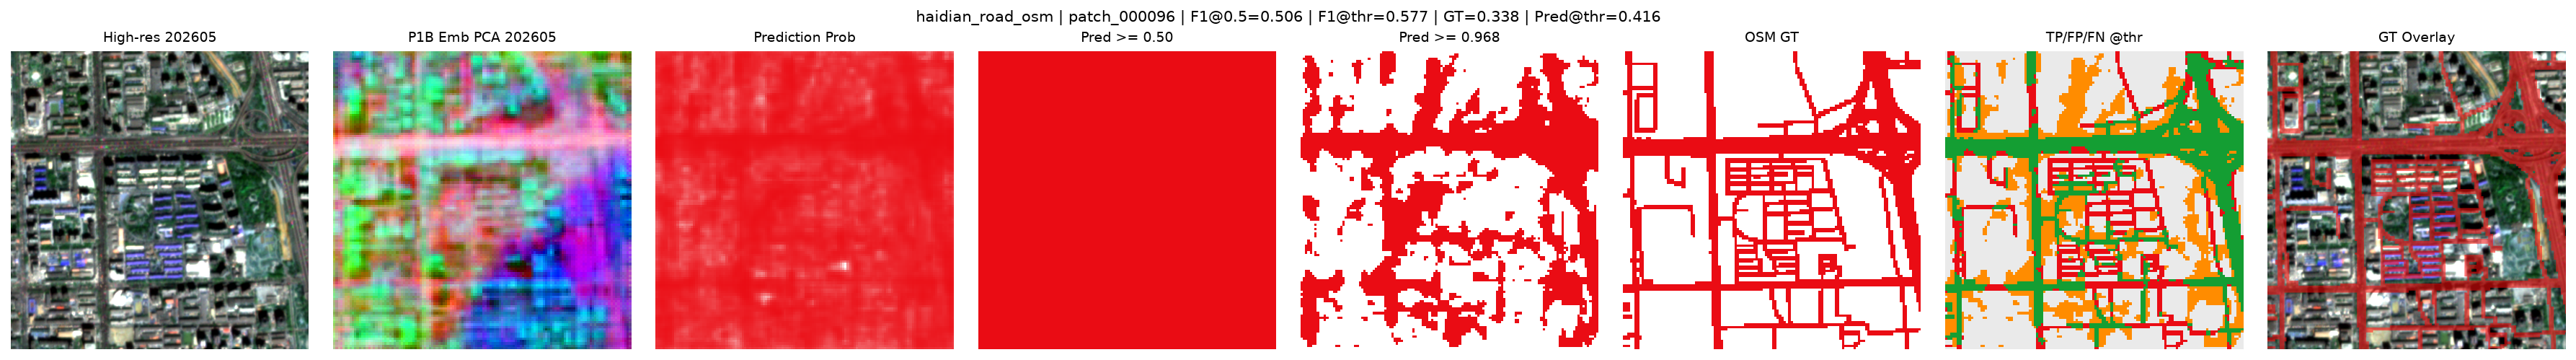 haidian_road_osm | patch_000096 | F1@0.5=0.506 | F1@thr=0.577 | GT=0.338 | Pred@thr=0.416
High-res 202605
P1B Emb PCA 202605
Prediction Prob
Pred >= 0.50
Pred >= 0.968
OSM GT
TP/FP/FN @thr
GT Overlay